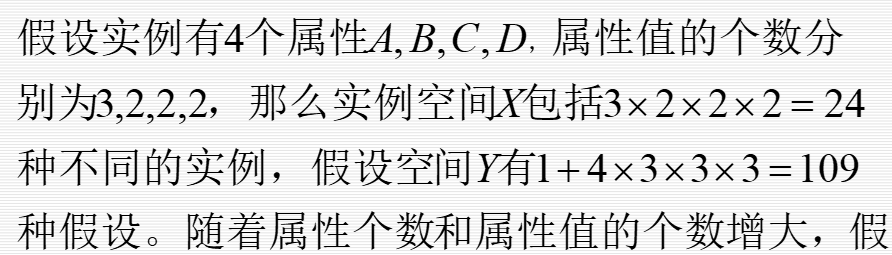 假设实例有4个属性A,B,C,D, 属性值的个数分
别为3,2,2,2，那么实例空间X包括3×2×2×2=24
种不同的实例，假设空间Y有1+4×3×3×3=109
种假设。随着属性个数和属性值的个数增大，假